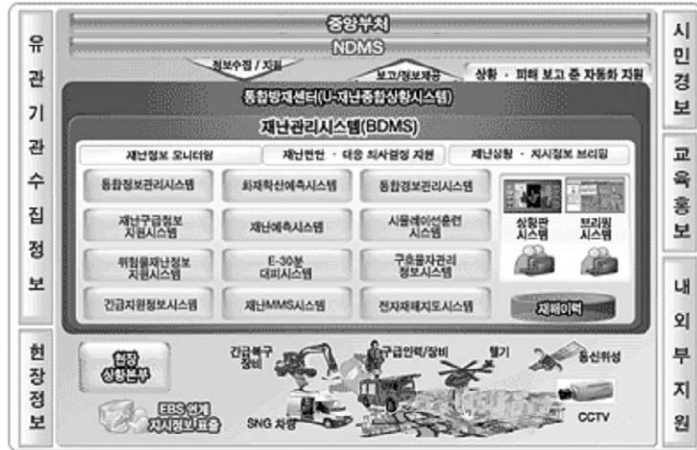 중앙부처
NDMS
정보수집 / 지원
보고/정보제공
상황 · 피해 보고 준 자동화 지원
통합방재센터(U-재난종합상황시스템)
재난관리시스템(BDMS)
재난정보 모니터링
재난판단 · 대응 의사결정 지원
재난상황 · 지시정보 브리핑
통합정보관리시스템
화재확산예측시스템
통합경보관리시스템
재난구급정보
지원시스템
재난예측시스템
시뮬레이션훈련
시스템
위험물재난정보
지원시스템
E-30분
대피시스템
구호물자관리
정보시스템
긴급지원정보시스템
재난MMS시스템
전자재해지도시스템
상황판
시스템
브리핑
시스템
재해이력
유관기관수집정보
현장정보
시민경보
교육홍보
내외부지원
현장
상황본부
EBS 연계
지시정보 표출
긴급복구
장비
구급인력/장비
헬기
통신위성
SNG 차량
CCTV